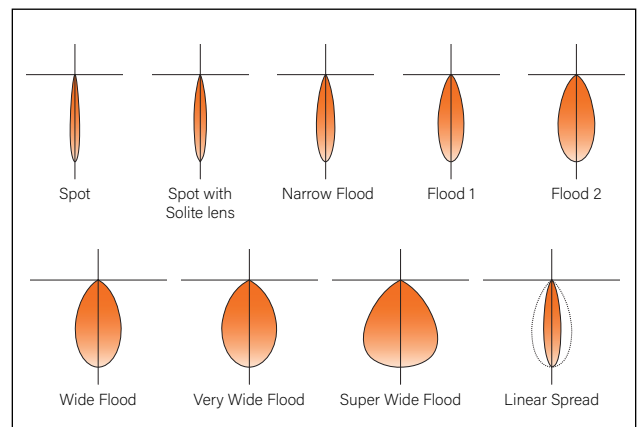 Spot
Spot with
Solite lens
Narrow Flood
Flood 1
Flood 2
Wide Flood
Very Wide Flood
Super Wide Flood
Linear Spread